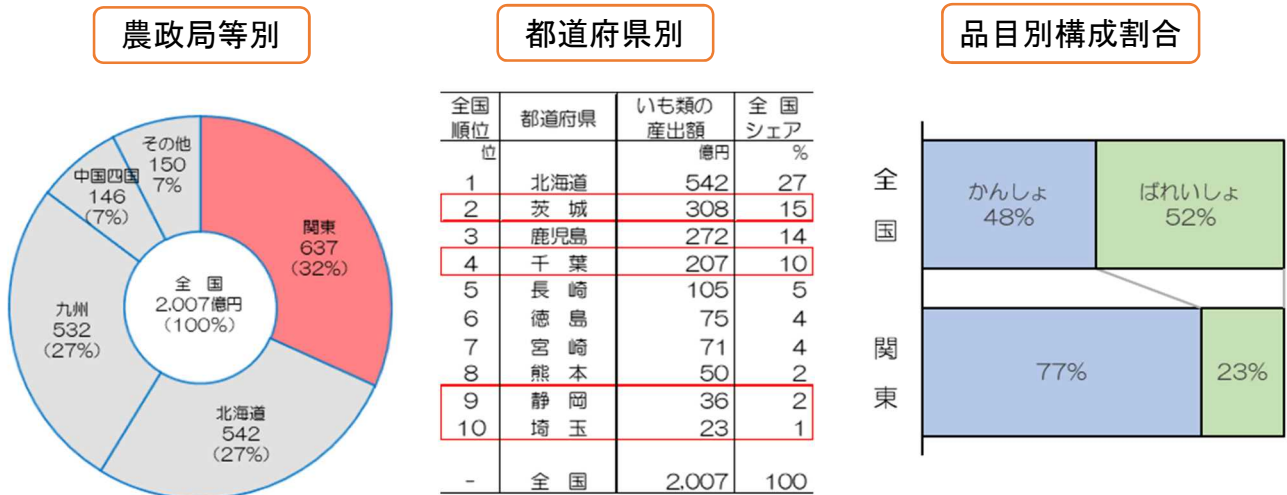 農政局等別
都道府県別
品目別構成割合
その他
150
7%
中国四国
146
(7%)
関東
637
(32%)
全 国
2,007億円
(100%)
九州
532
(27%)
北海道
542
(27%)
全国順位 都道府県 いも類の産出額 全国シェア
位 億円 %
1 北海道 542 27
2 茨 城 308 15
3 鹿児島 272 14
4 千 葉 207 10
5 長 崎 105 5
6 徳 島 75 4
7 宮 崎 71 4
8 熊 本 50 2
9 静 岡 36 2
10 埼 玉 23 1
- 全 国 2,007 100
全国
かんしょ
48%
ばれいしょ
52%
関東
77%
23%